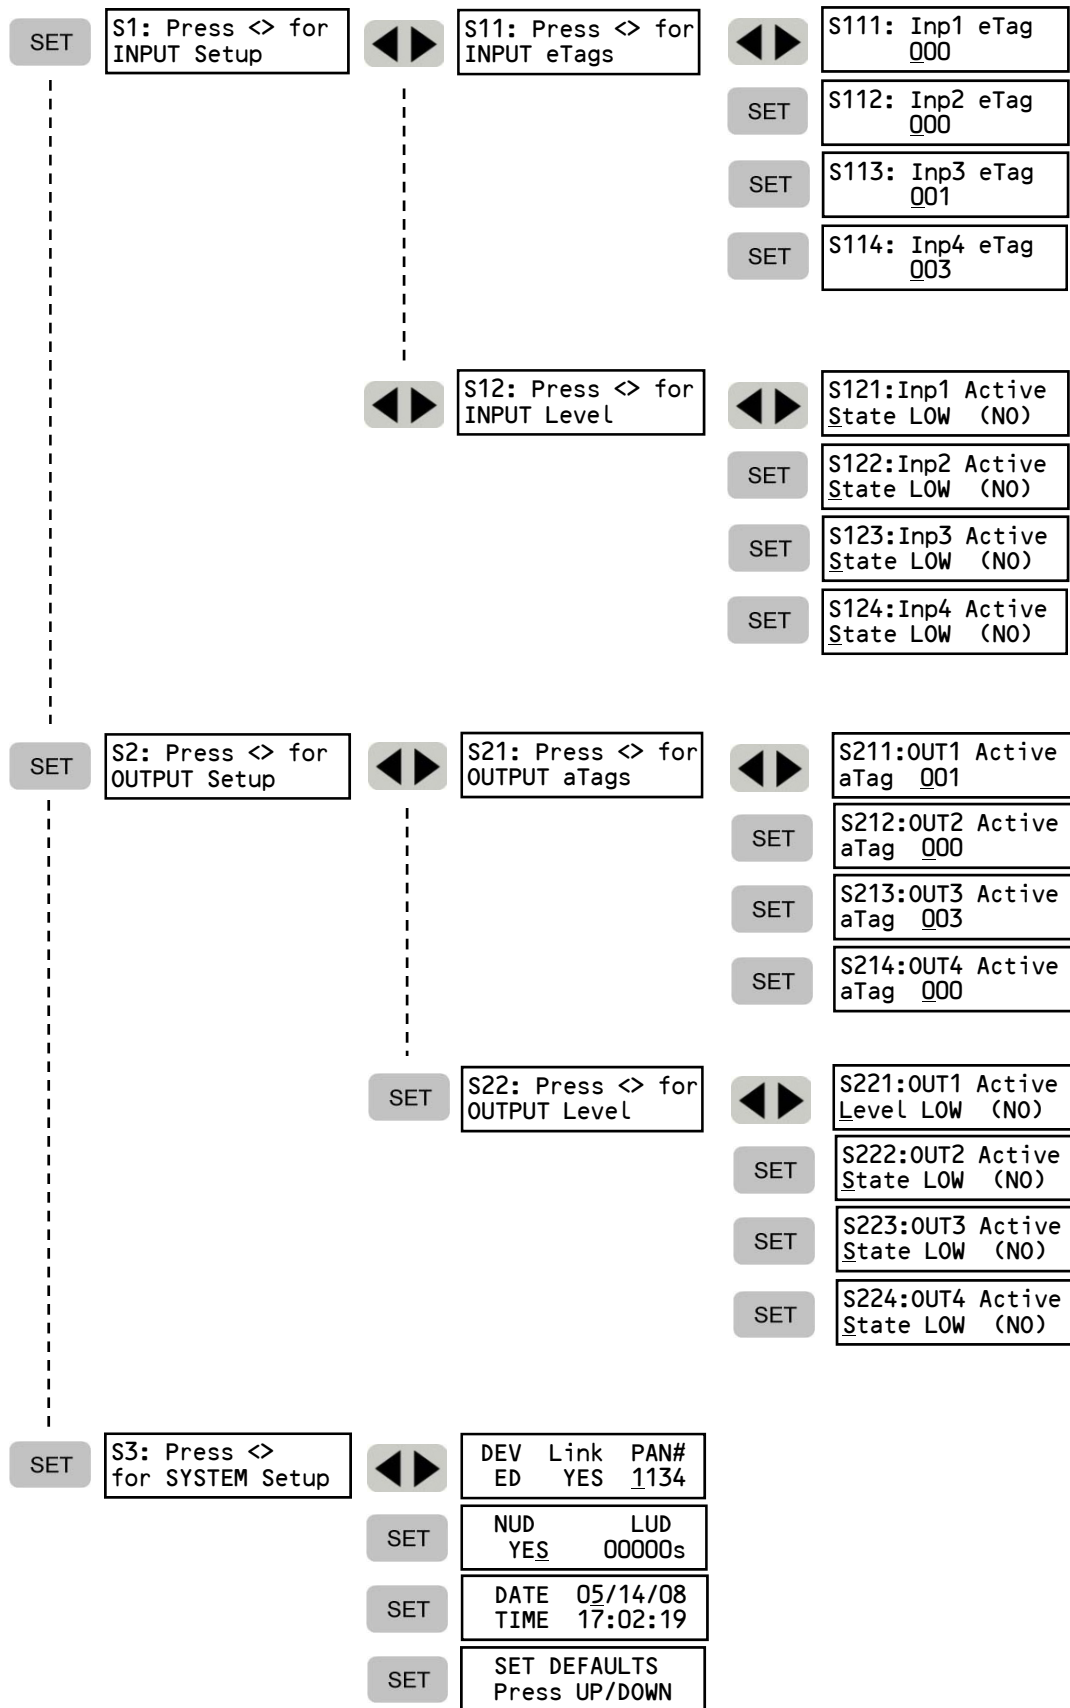 SET
S1: Press <> for
INPUT Setup
S11: Press <> for
INPUT eTags
S111: Inp1 eTag
000
SET
S112: Inp2 eTag
000
SET
S113: Inp3 eTag
001
SET
S114: Inp4 eTag
003
S12: Press <> for
INPUT Level
S121:Inp1 Active
State LOW (NO)
SET
S122:Inp2 Active
State LOW (NO)
SET
S123:Inp3 Active
State LOW (NO)
SET
S124:Inp4 Active
State LOW (NO)
SET
S2: Press <> for
OUTPUT Setup
S21: Press <> for
OUTPUT aTags
S211:OUT1 Active
aTag 001
SET
S212:OUT2 Active
aTag 000
SET
S213:OUT3 Active
aTag 003
SET
S214:OUT4 Active
aTag 000
SET
S22: Press <> for
OUTPUT Level
S221:OUT1 Active
Level LOW (NO)
SET
S222:OUT2 Active
State LOW (NO)
SET
S223:OUT3 Active
State LOW (NO)
SET
S224:OUT4 Active
State LOW (NO)
SET
S3: Press <>
for SYSTEM Setup
DEV Link PAN#
ED YES 1134
SET
NUD LUD
YES 00000s
SET
DATE 05/14/08
TIME 17:02:19
SET
SET DEFAULTS
Press UP/DOWN